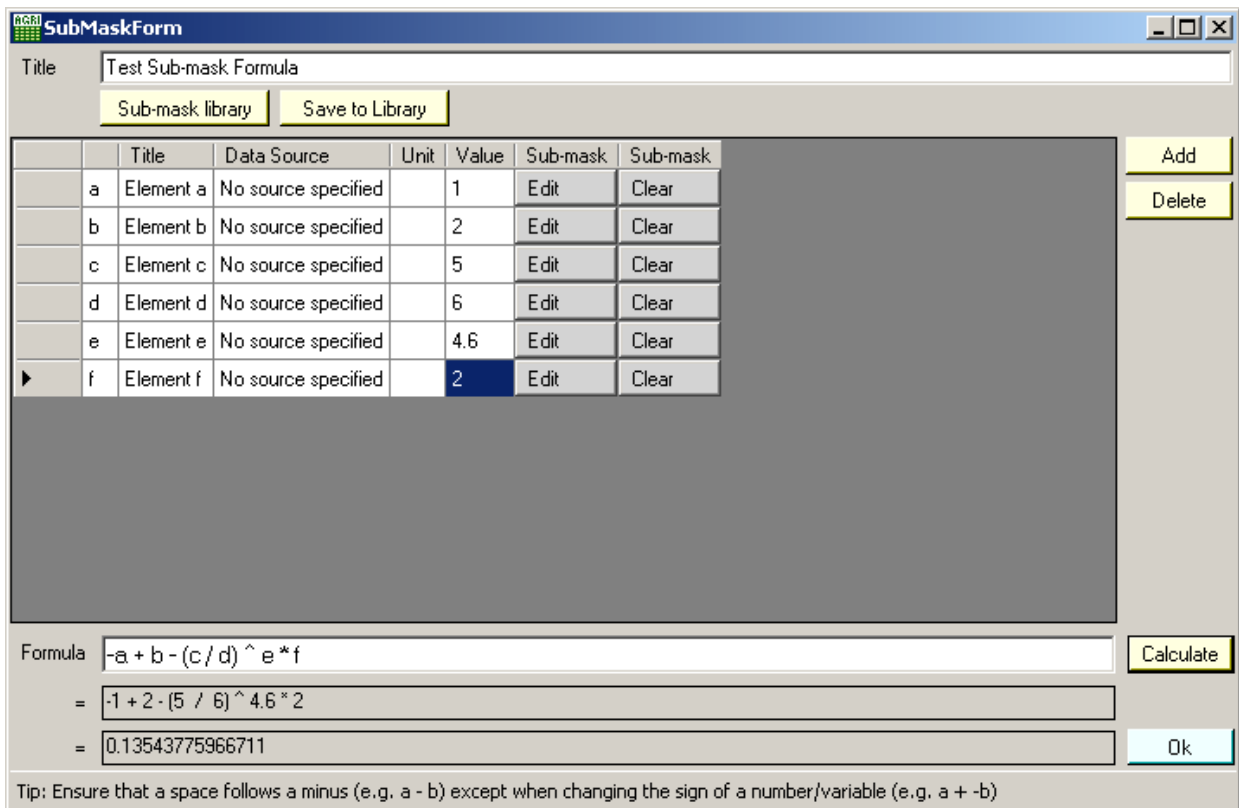 AGRI SubMaskForm
Title Test Sub-mask Formula
Sub-mask library Save to Library
Title Data Source Unit Value Sub-mask Sub-mask Add
a Element a No source specified 1 Edit Clear Delete
b Element b No source specified 2 Edit Clear
c Element c No source specified 5 Edit Clear
d Element d No source specified 6 Edit Clear
e Element e No source specified 4.6 Edit Clear
f Element f No source specified 2 Edit Clear
Formula -a + b - (c / d) ^ e * f Calculate
= -1 + 2 - (5 / 6) ^ 4.6 * 2
= 0.13543775966711 Ok
Tip: Ensure that a space follows a minus (e.g. a - b) except when changing the sign of a number/variable (e.g. a + -b)